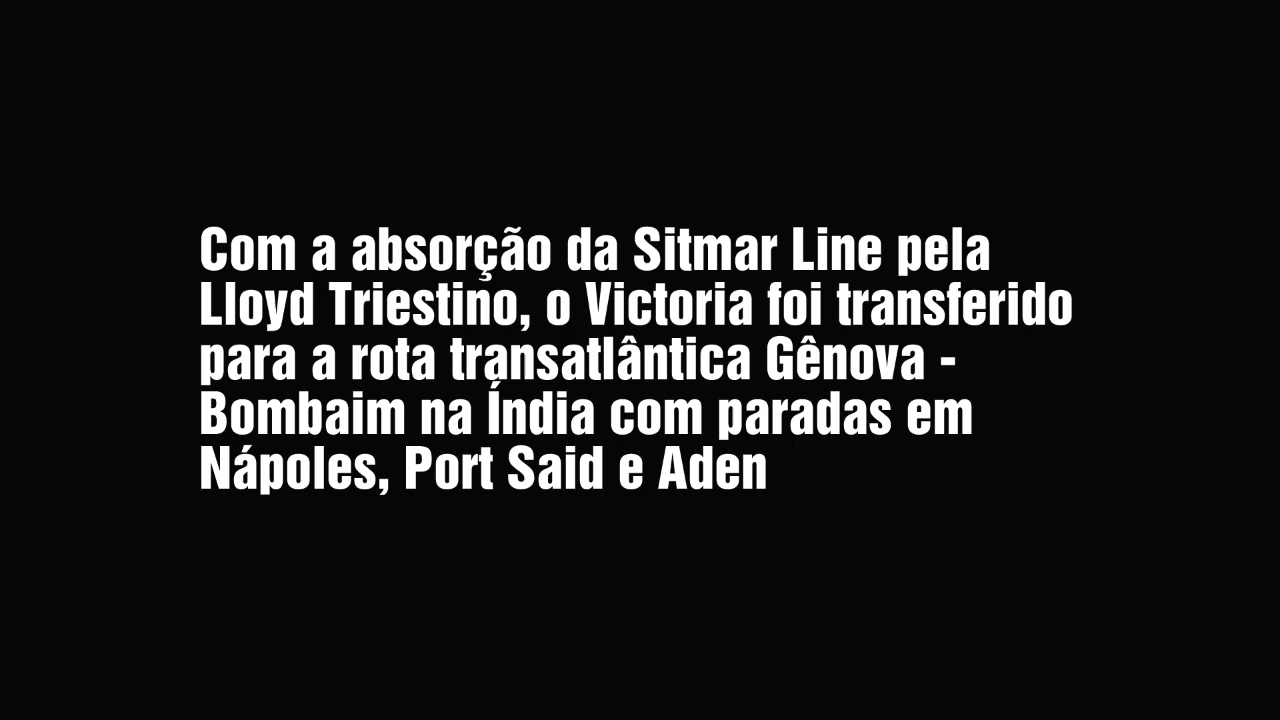 Com a absorção da Sitmar Line pela
Lloyd Triestino, o Victoria foi transferido
para a rota transatlântica Gênova -
Bombaim na Índia com paradas em
Nápoles, Port Said e Aden